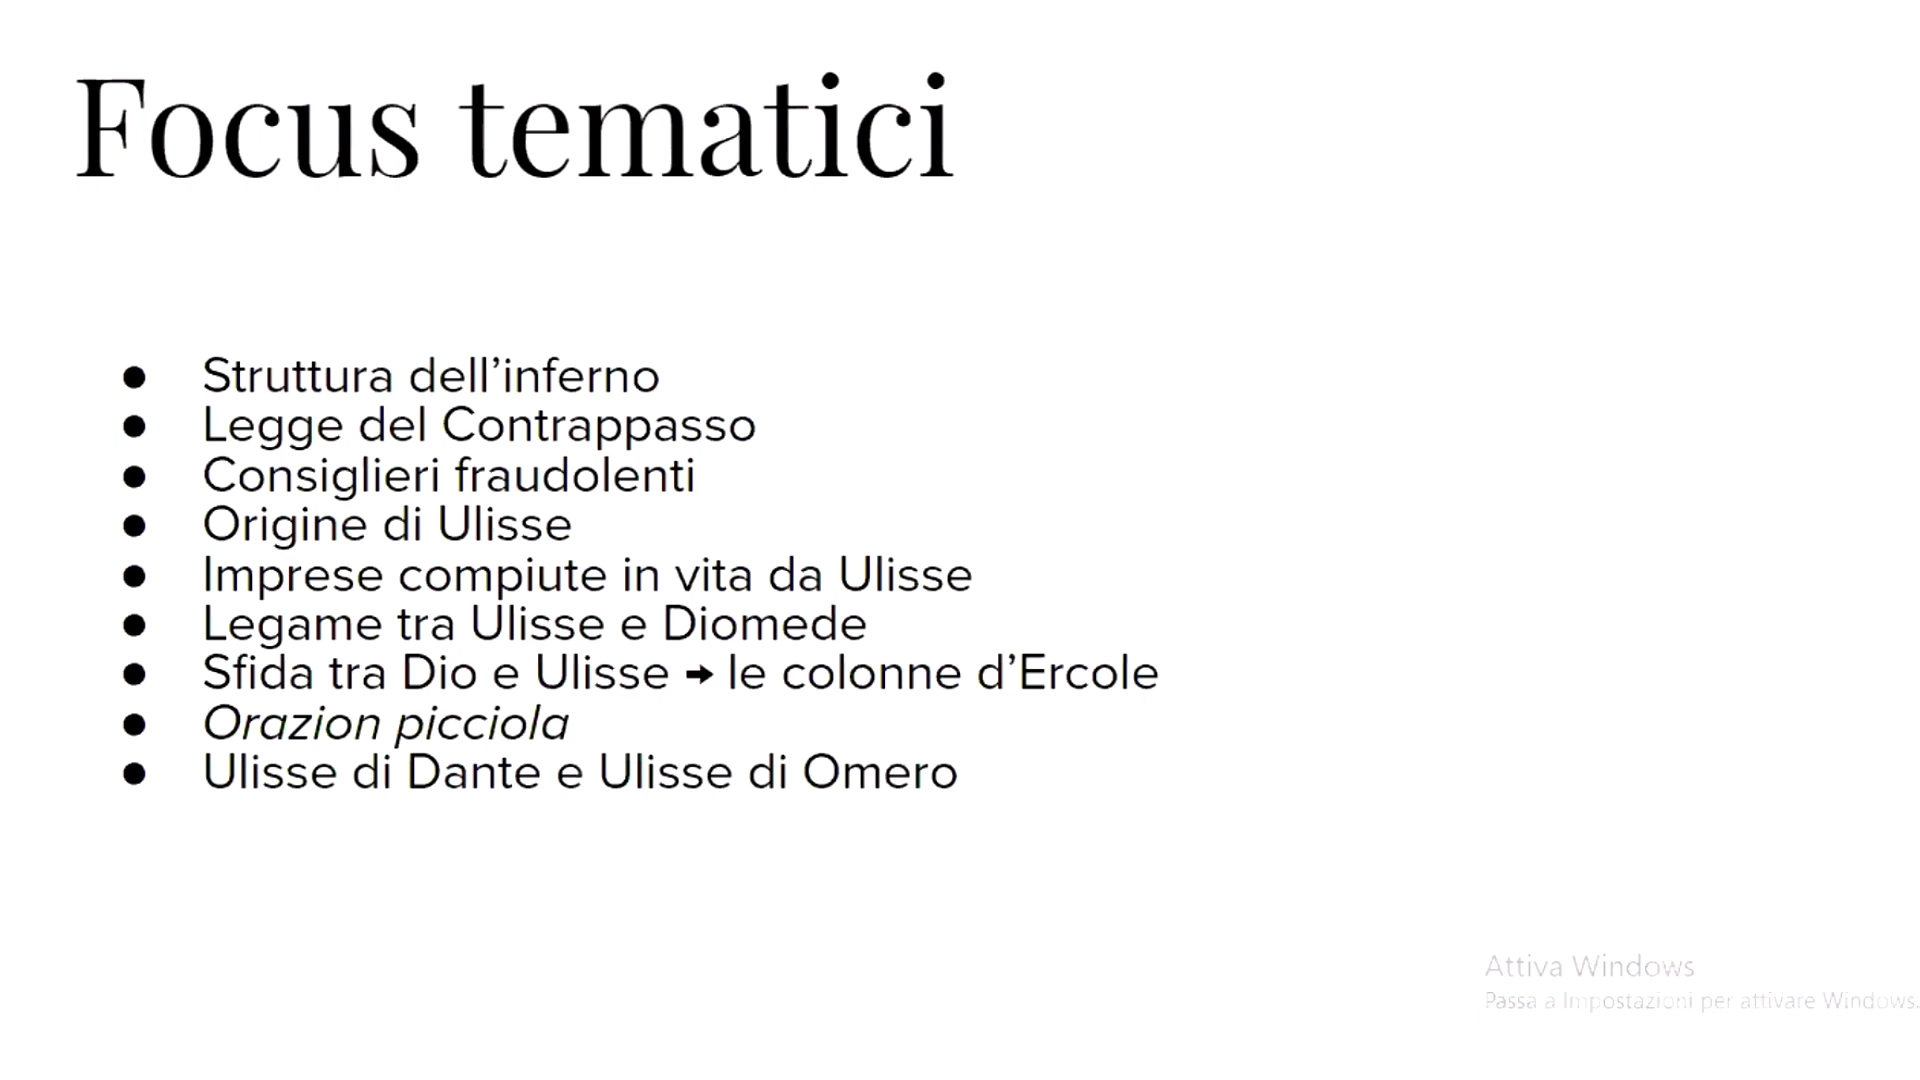 Focus tematici
● Struttura dell’inferno
● Legge del Contrappasso
● Consiglieri fraudolenti
● Origine di Ulisse
● Imprese compiute in vita da Ulisse
● Legame tra Ulisse e Diomede
● Sfida tra Dio e Ulisse → le colonne d’Ercole
● Orazion picciola
● Ulisse di Dante e Ulisse di Omero
Attiva Windows
Passa a Impostazioni per attivare Windows.